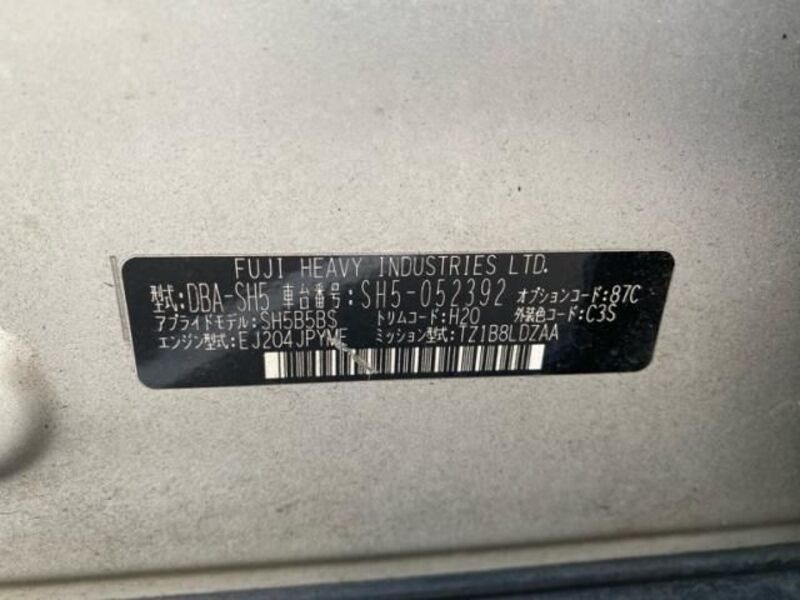 FUJI HEAVY INDUSTRIES LTD.
型式:DBA-SH5 車台番号:SH5-052392 オプションコード:87C
アプライドモデル:SH5B5BS トリムコード:H20 外装色コード:C3S
エンジン型式:EJ204JPYME ミッション型式:TZ1B8LDZAA